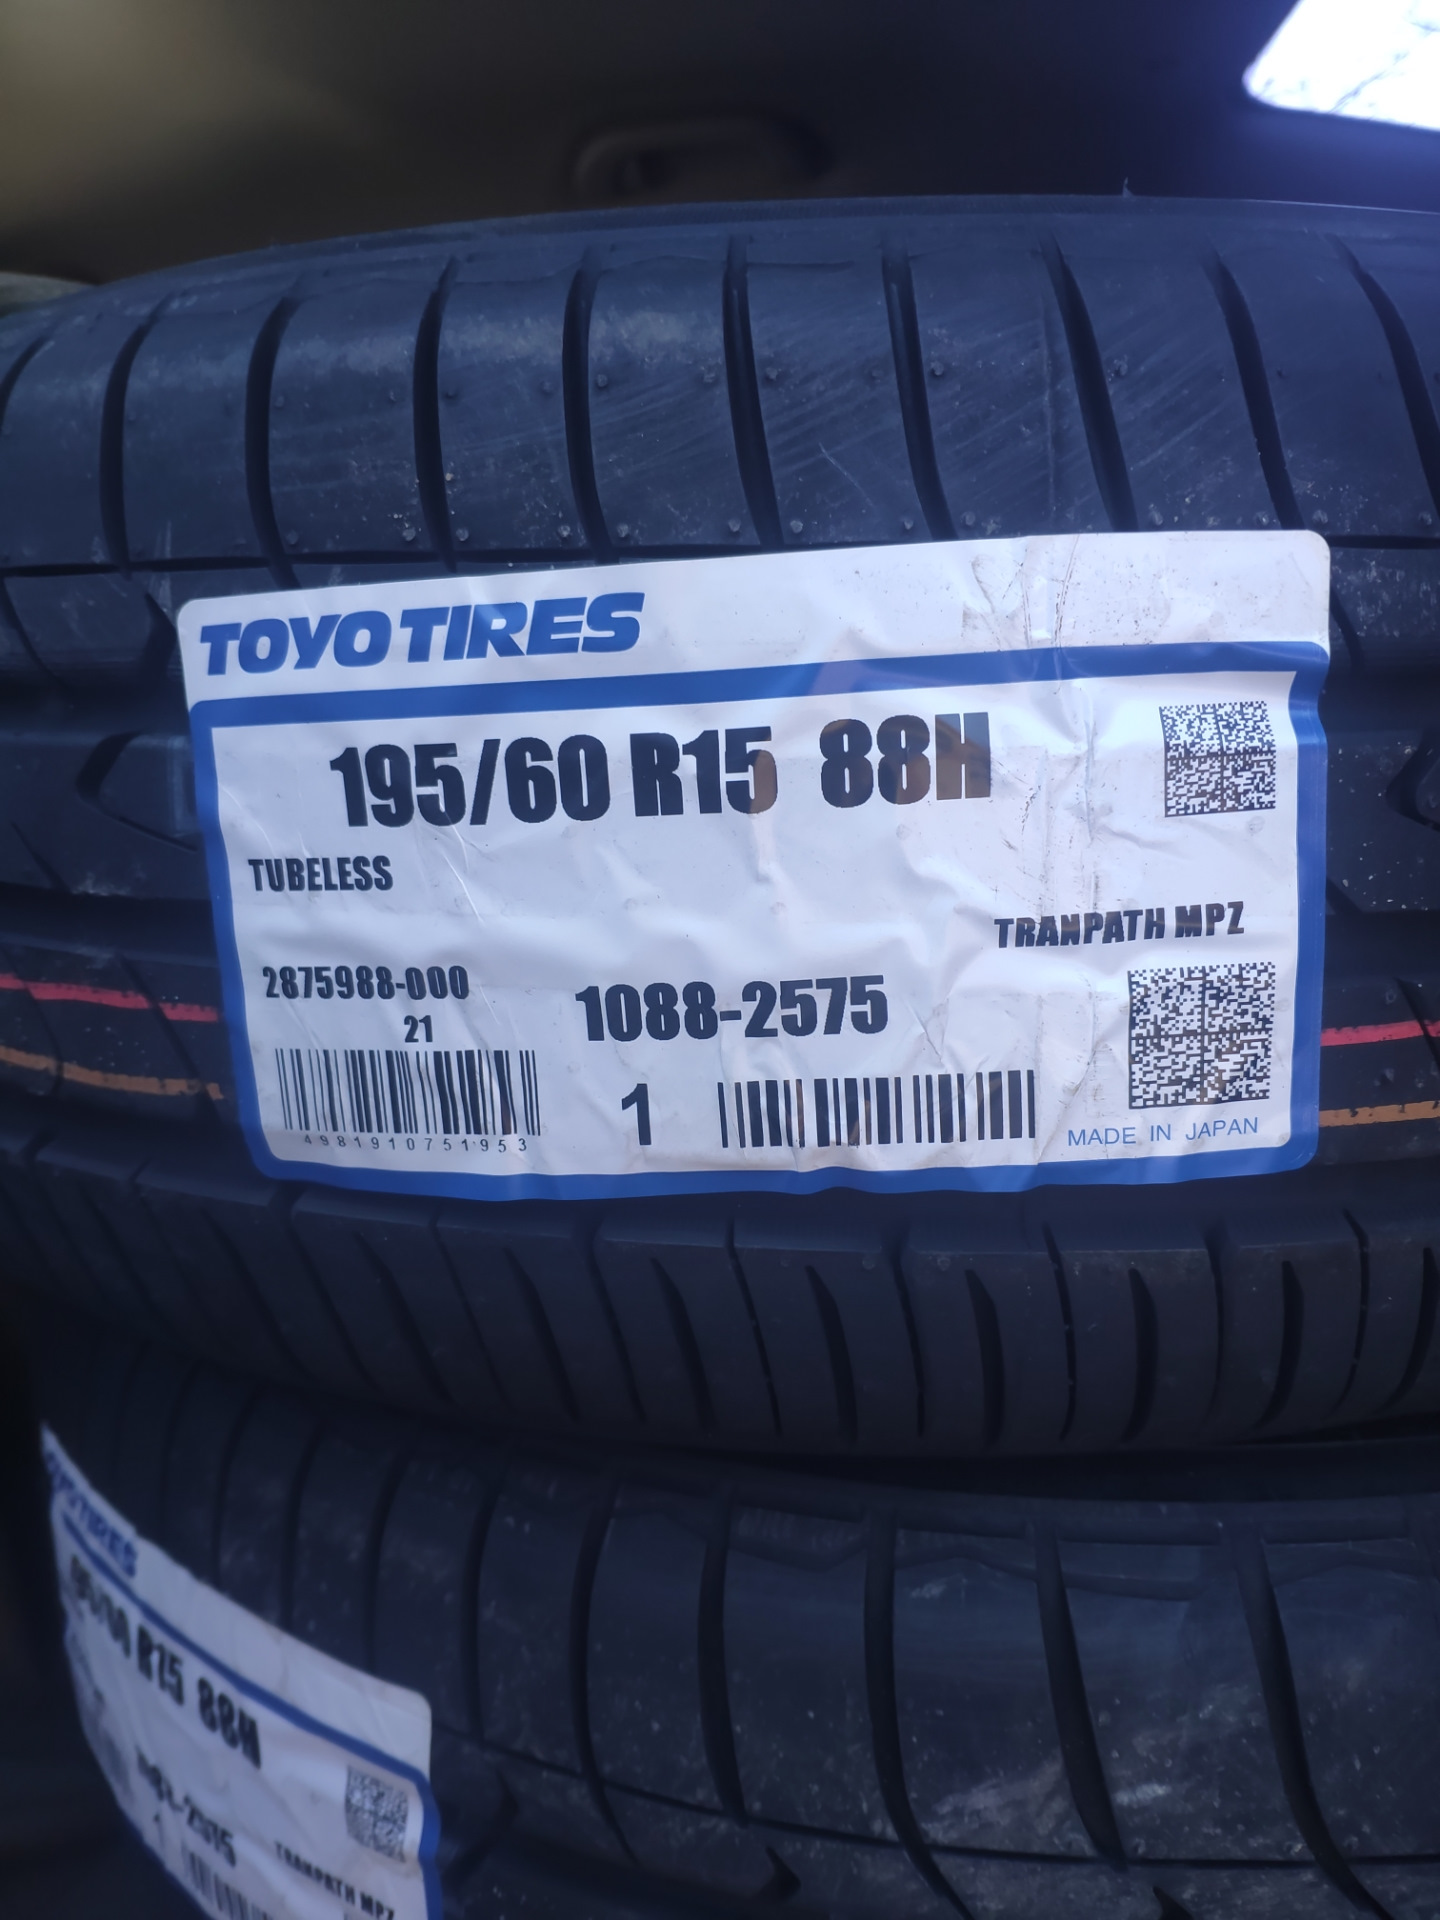 TOYO TIRES
195/60 R15 88H
TUBELESS
TRANPATH MPZ
2875988-000
1088-2575
21
4981910751953
1
MADE IN JAPAN
TIRES
R15 88H
TRANPATH MPZ